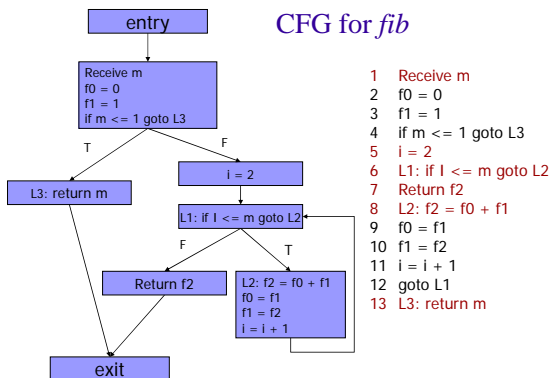 entry
CFG for fib
Receive m
f0 = 0
f1 = 1
if m <= 1 goto L3
T
F
i = 2
L3: return m
L1: if I <= m goto L2
F
T
Return f2
L2: f2 = f0 + f1
f0 = f1
f1 = f2
i = i + 1
exit
1 Receive m
2 f0 = 0
3 f1 = 1
4 if m <= 1 goto L3
5 i = 2
6 L1: if I <= m goto L2
7 Return f2
8 L2: f2 = f0 + f1
9 f0 = f1
10 f1 = f2
11 i = i + 1
12 goto L1
13 L3: return m